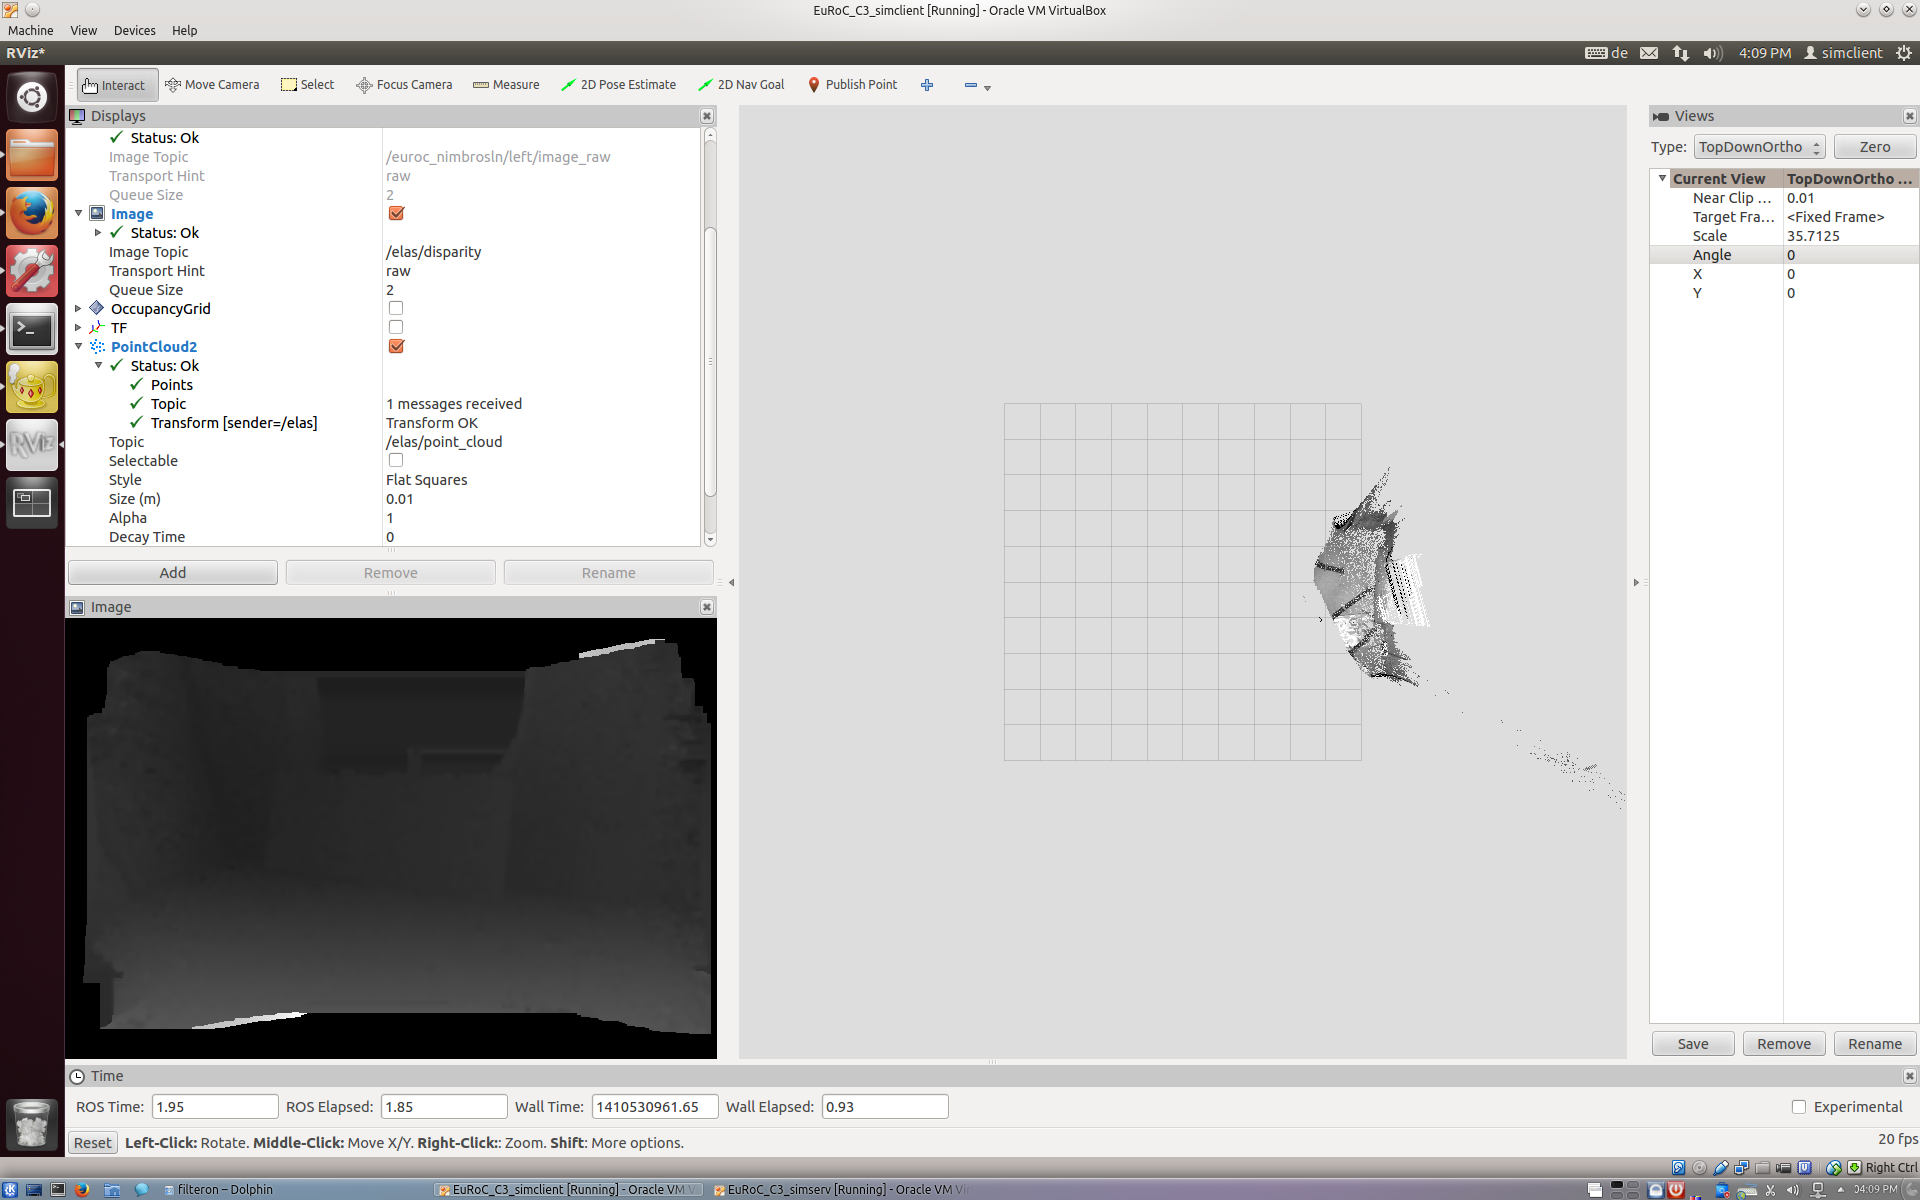 EuRoC_C3_simclient [Running] - Oracle VM VirtualBox
Machine View Devices Help
RViz* de 4:09 PM simclient
Interact Move Camera Select Focus Camera Measure 2D Pose Estimate 2D Nav Goal Publish Point
Displays
Status: Ok
Image Topic /euroc_nimbrosln/left/image_raw
Transport Hint raw
Queue Size 2
Image
Status: Ok
Image Topic /elas/disparity
Transport Hint raw
Queue Size 2
OccupancyGrid
TF
PointCloud2
Status: Ok
Points
Topic 1 messages received
Transform [sender=/elas] Transform OK
Topic /elas/point_cloud
Selectable
Style Flat Squares
Size (m) 0.01
Alpha 1
Decay Time 0
Add Remove Rename
Image
Views
Type: TopDownOrtho Zero
Current View TopDownOrtho ...
Near Clip ... 0.01
Target Fra... <Fixed Frame>
Scale 35.7125
Angle 0
X 0
Y 0
Save Remove Rename
Time
ROS Time: 1.95 ROS Elapsed: 1.85 Wall Time: 1410530961.65 Wall Elapsed: 0.93 Experimental
Reset Left-Click: Rotate. Middle-Click: Move X/Y. Right-Click:: Zoom. Shift: More options. 20 fps
Right Ctrl
filteron – Dolphin EuRoC_C3_simclient [Running] - Oracle VM V EuRoC_C3_simserv [Running] - Oracle VM Vi 04:09 PM